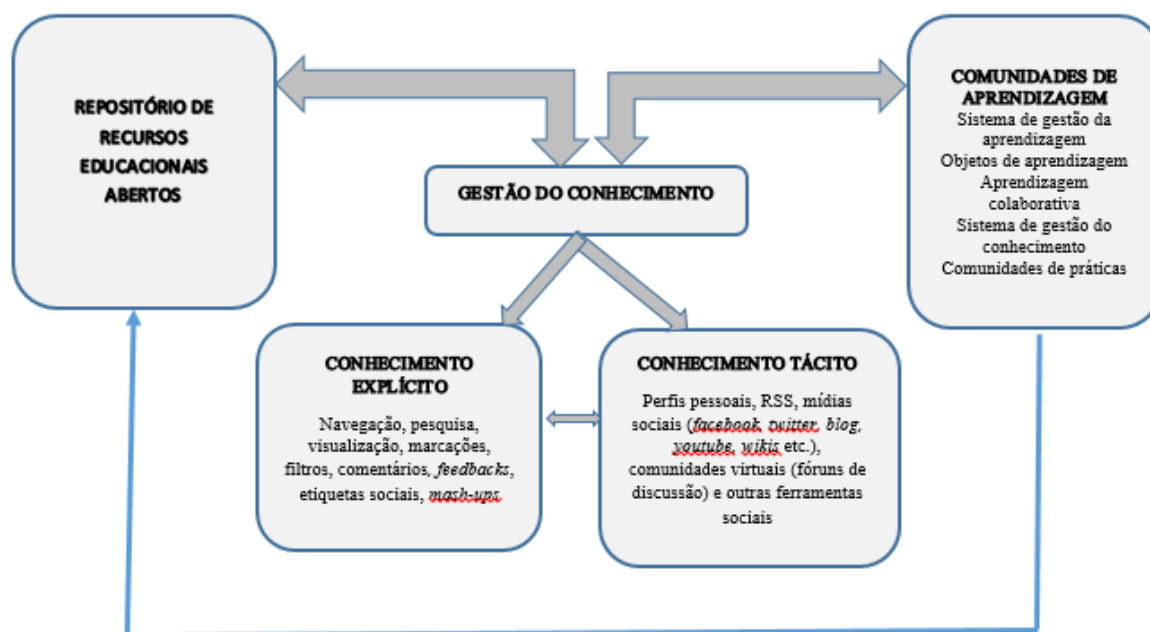 REPOSITÓRIO DE
RECURSOS
EDUCACIONAIS
ABERTOS
GESTÃO DO CONHECIMENTO
COMUNIDADES DE
APRENDIZAGEM
Sistema de gestão da
aprendizagem
Objetos de aprendizagem
Aprendizagem
colaborativa
Sistema de gestão do
conhecimento
Comunidades de práticas
CONHECIMENTO
EXPLÍCITO
Navegação, pesquisa,
visualização, marcações,
filtros, comentários, feedbacks,
etiquetas sociais, mash-ups.
CONHECIMENTO TÁCITO
Perfis pessoais, RSS, mídias
sociais (facebook, twitter, blog,
youtube, wikis etc.),
comunidades virtuais (fóruns de
discussão) e outras ferramentas
sociais